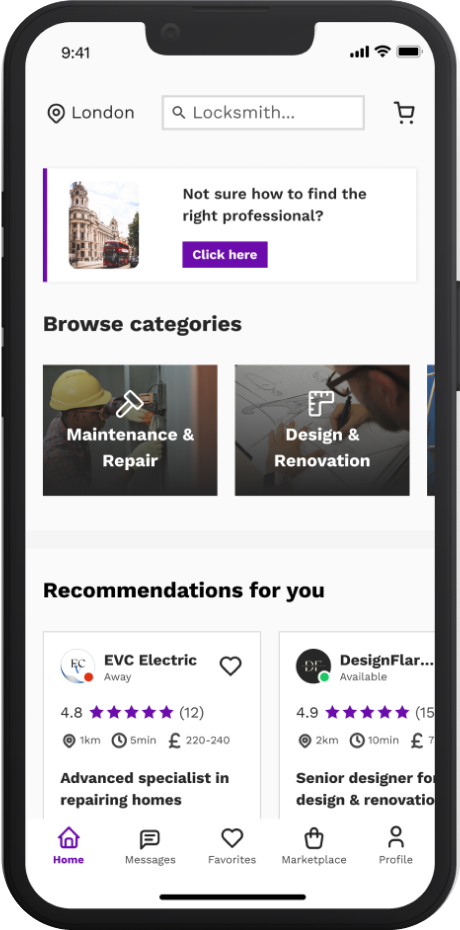 9:41
London
Locksmith...
Not sure how to find the
right professional?
Click here
Browse categories
Maintenance &
Repair
Design &
Renovation
Recommendations for you
EVC Electric
Away
4.8 (12)
1km 5min £ 220-240
Advanced specialist in
repairing homes
DF DesignFlar...
Available
4.9 (15
2km 10min £ 7
Senior designer for
design & renovatio
Home
Messages
Favorites
Marketplace
Profile